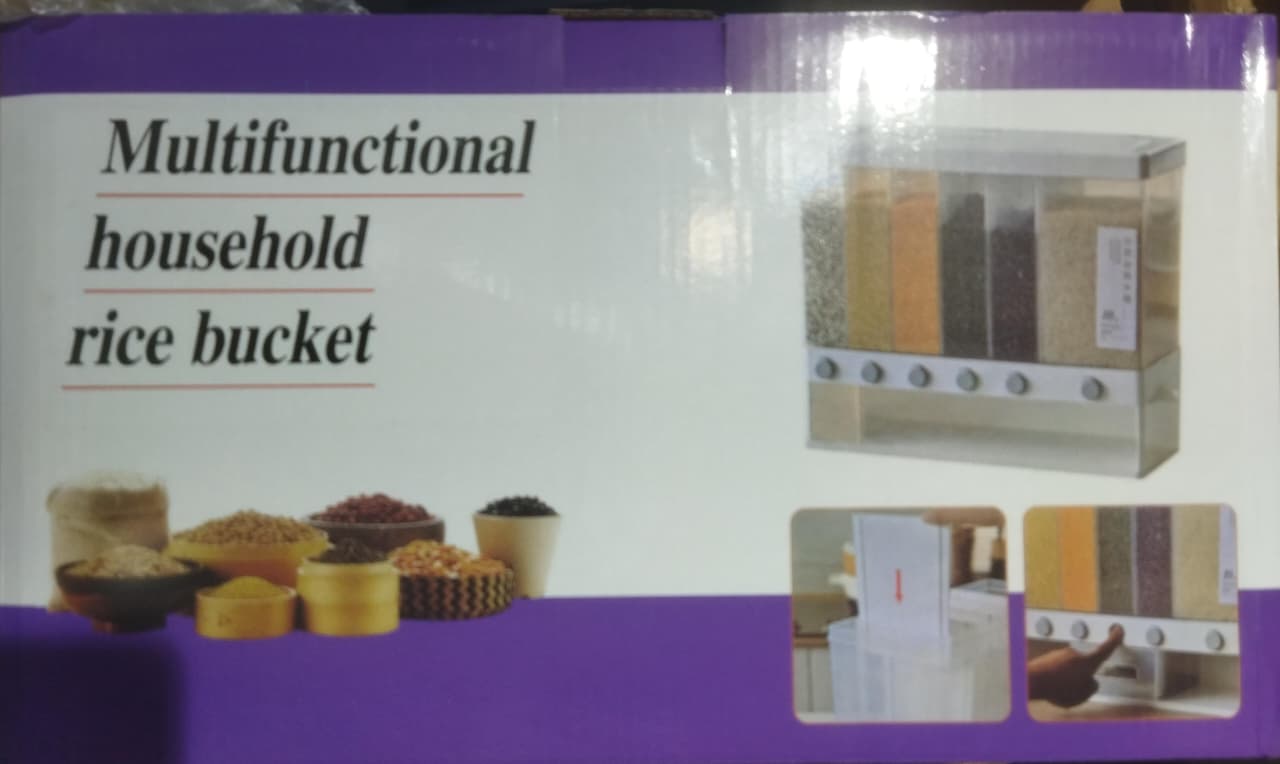 Multifunctional
household
rice bucket